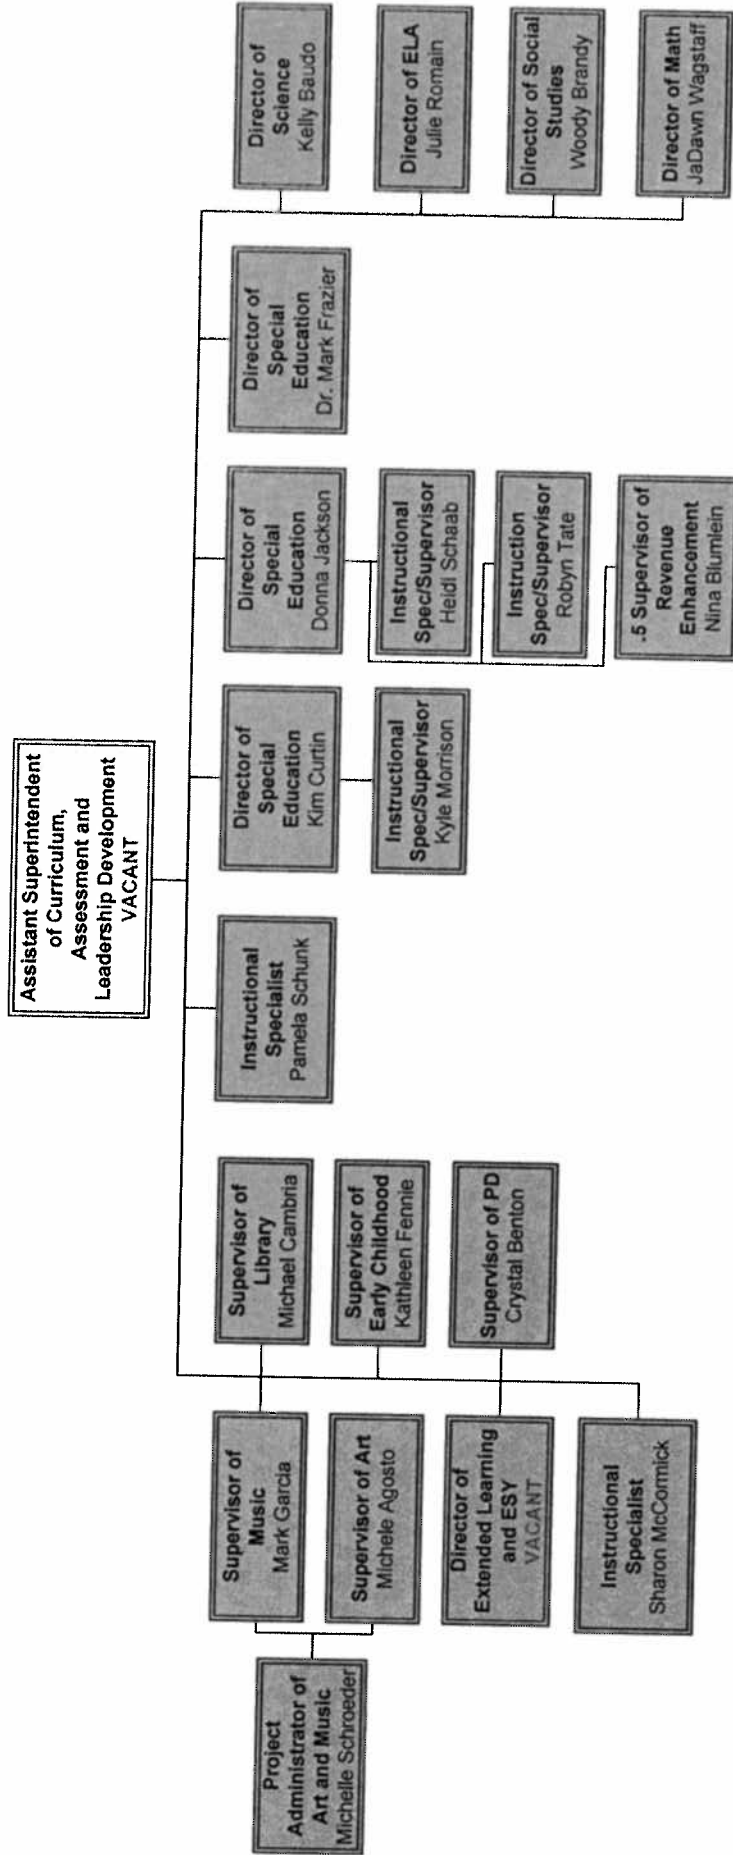 Assistant Superintendent
of Curriculum,
Assessment and
Leadership Development
VACANT
Project
Administrator of
Art and Music
Michelle Schroeder
Supervisor of
Music
Mark Garcia
Supervisor of Art
Michele Agosto
Director of
Extended Learning
and ESY
VACANT
Instructional
Specialist
Sharon McCormick
Supervisor of
Library
Michael Cambria
Supervisor of
Early Childhood
Kathleen Fennie
Supervisor of PD
Crystal Benton
Instructional
Specialist
Pamela Schunk
Director of
Special
Education
Kim Curtin
Instructional
Spec/Supervisor
Kyle Morrison
Director of
Special
Education
Donna Jackson
Instructional
Spec/Supervisor
Heidi Schaab
Instruction
Spec/Supervisor
Robyn Tate
.5 Supervisor of
Revenue
Enhancement
Nina Blumlein
Director of
Special
Education
Dr. Mark Frazier
Director of
Science
Kelly Baudo
Director of ELA
Julie Romain
Director of Social
Studies
Woody Brandy
Director of Math
JaDawn Wagstaff